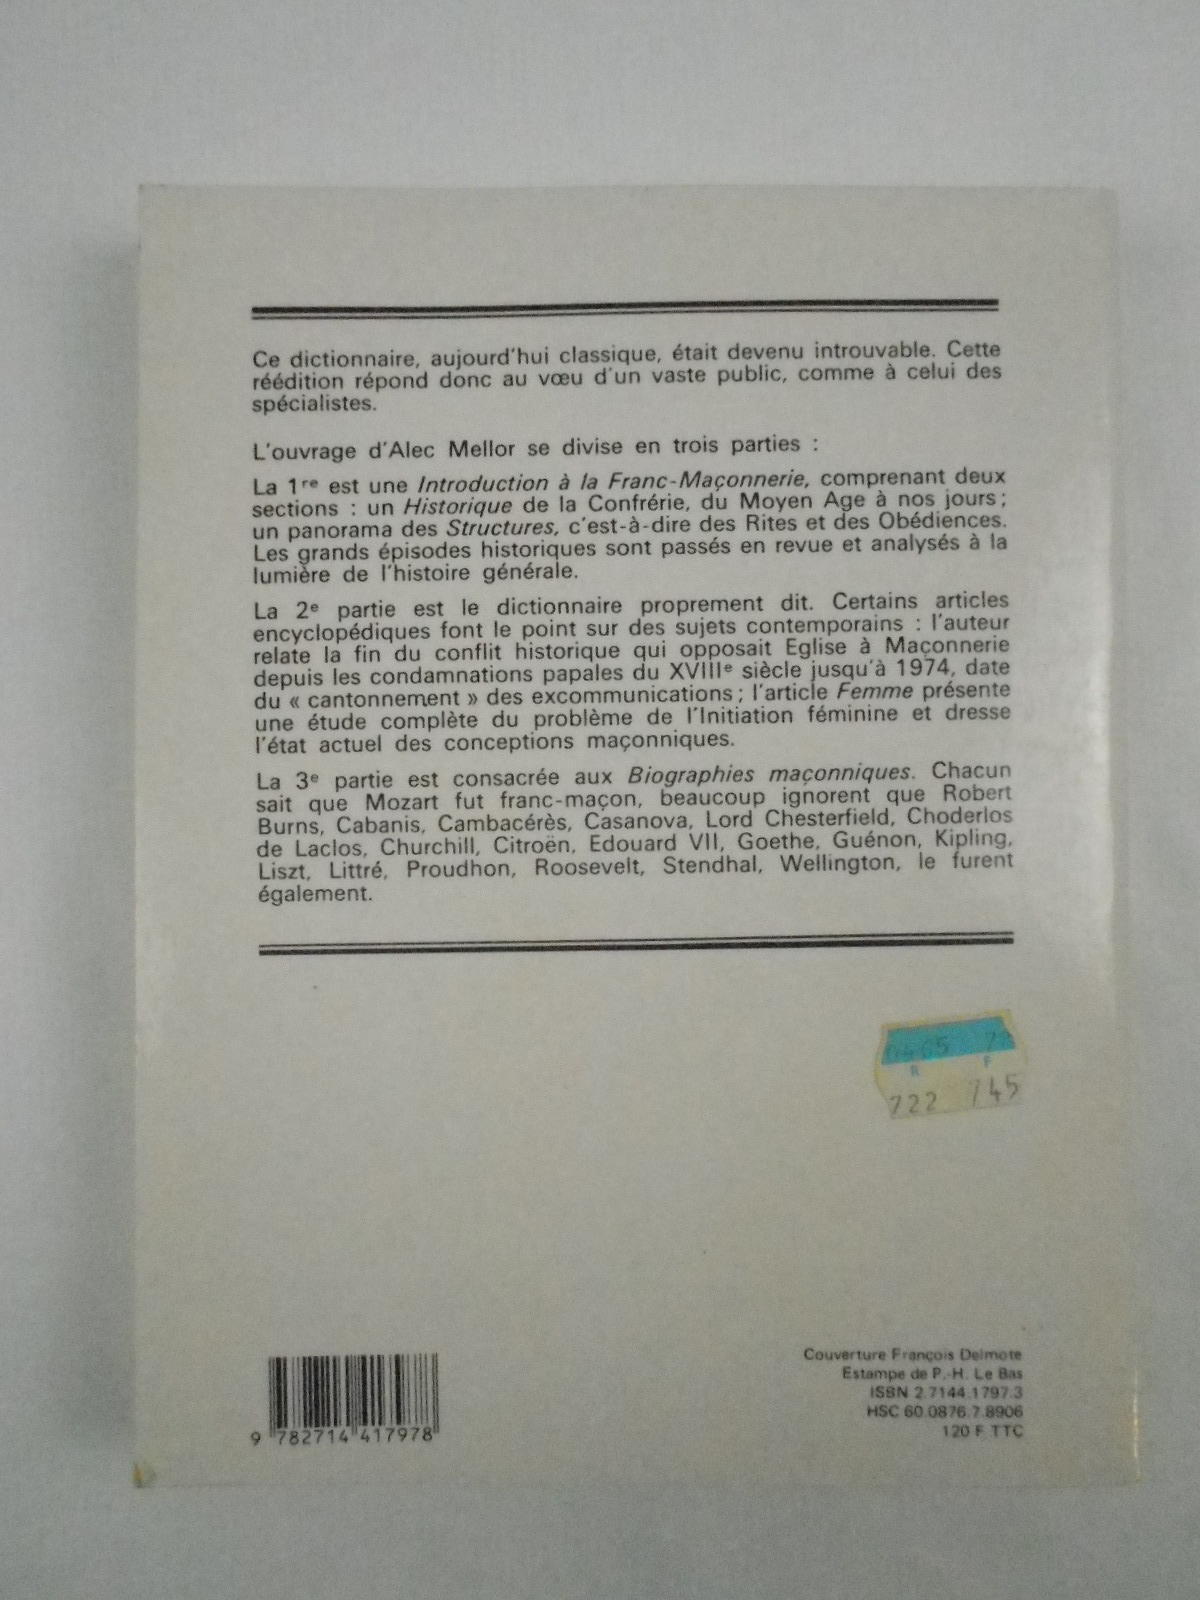 Ce dictionnaire, aujourd'hui classique, était devenu introuvable. Cette
réédition répond donc au vœu d'un vaste public, comme à celui des
spécialistes.
L'ouvrage d'Alec Mellor se divise en trois parties :
La 1re est une Introduction à la Franc-Maçonnerie, comprenant deux
sections : un Historique de la Confrérie, du Moyen Age à nos jours ;
un panorama des Structures, c'est-à-dire des Rites et des Obédiences.
Les grands épisodes historiques sont passés en revue et analysés à la
lumière de l'histoire générale.
La 2e partie est le dictionnaire proprement dit. Certains articles
encyclopédiques font le point sur des sujets contemporains : l'auteur
relate la fin du conflit historique qui opposait Eglise à Maçonnerie
depuis les condamnations papales du XVIIIe siècle jusqu'à 1974, date
du « cantonnement » des excommunications ; l'article Femme présente
une étude complète du problème de l'Initiation féminine et dresse
l'état actuel des conceptions maçonniques.
La 3e partie est consacrée aux Biographies maçonniques. Chacun
sait que Mozart fut franc-maçon, beaucoup ignorent que Robert
Burns, Cabanis, Cambacérès, Casanova, Lord Chesterfield, Choderlos
de Laclos, Churchill, Citroën, Edouard VII, Goethe, Guénon, Kipling,
Liszt, Littré, Proudhon, Roosevelt, Stendhal, Wellington, le furent
également.
R F
722 745
Couverture François Delmote
Estampe de P.-H. Le Bas
ISBN 2.7144.1797.3
HSC 60.0876.7.8906
120 F TTC
9 782714 417978